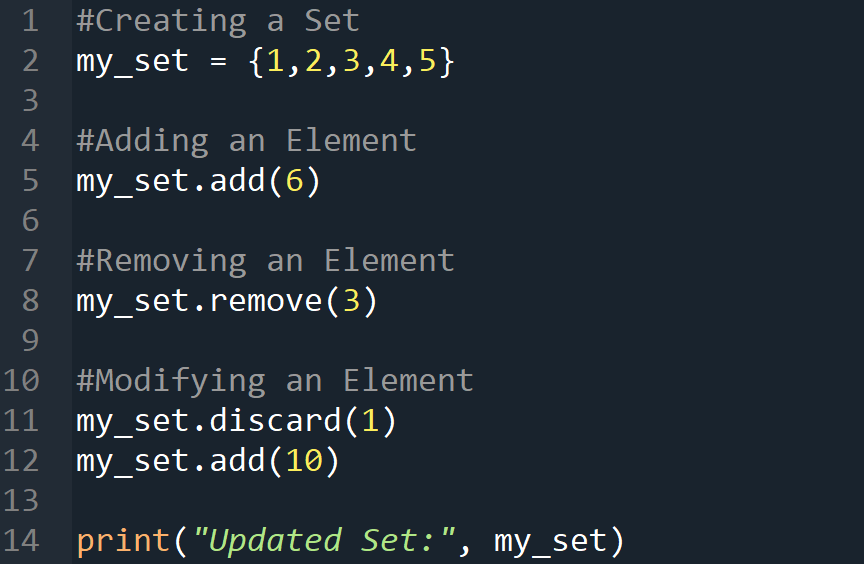 1 #Creating a Set
2 my_set = {1,2,3,4,5}
3
4 #Adding an Element
5 my_set.add(6)
6
7 #Removing an Element
8 my_set.remove(3)
9
10 #Modifying an Element
11 my_set.discard(1)
12 my_set.add(10)
13
14 print("Updated Set:", my_set)